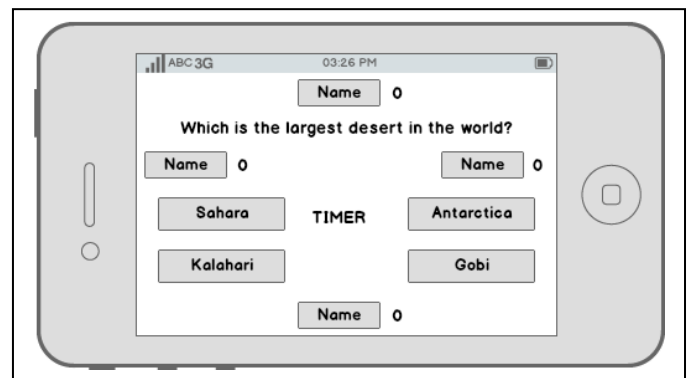 ABC 3G 03:26 PM
Name 0
Which is the largest desert in the world?
Name 0 Name 0
Sahara TIMER Antarctica
Kalahari Gobi
Name 0